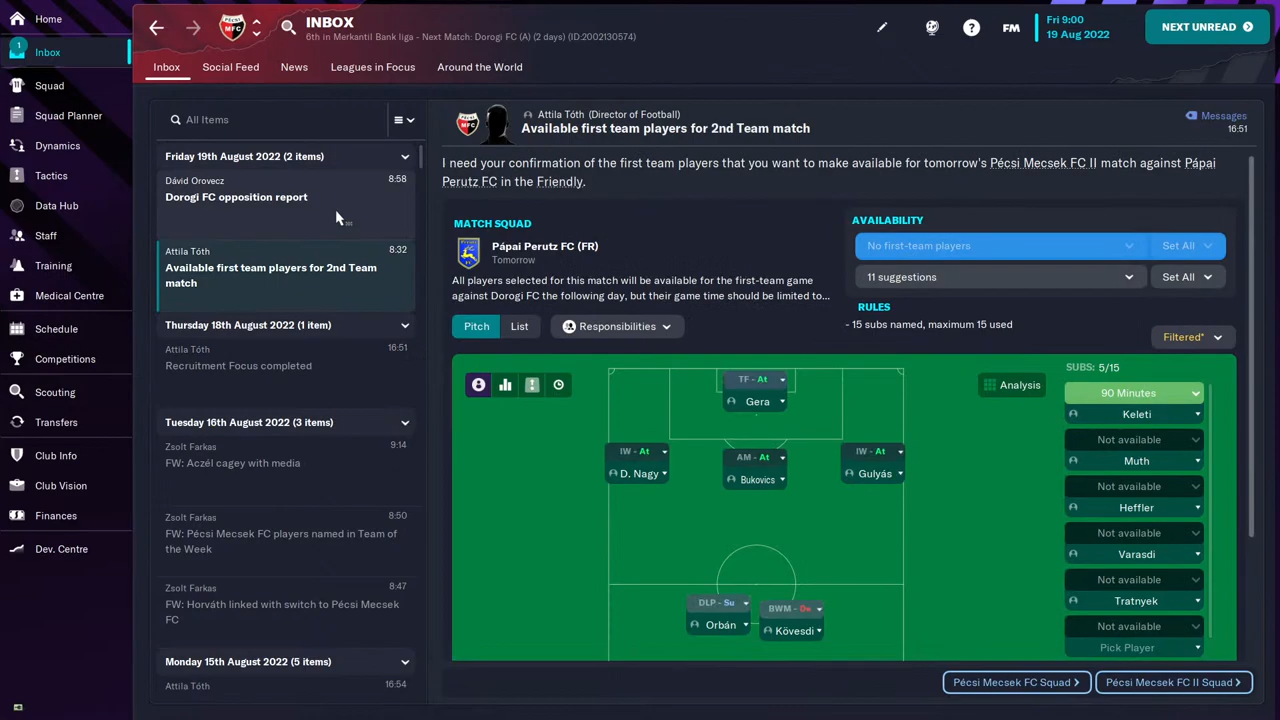 Home
1
Inbox
Squad
Squad Planner
Dynamics
Tactics
Data Hub
Staff
Training
Medical Centre
Schedule
Competitions
Scouting
Transfers
Club Info
Club Vision
Finances
Dev. Centre
INBOX
6th in Merkantil Bank liga - Next Match: Dorogi FC (A) (2 days) (ID:2002130574)
FM
Fri 9:00
19 Aug 2022
NEXT UNREAD
Inbox
Social Feed
News
Leagues in Focus
Around the World
All Items
Friday 19th August 2022 (2 items)
Dávid Orovecz 8:58
Dorogi FC opposition report
Attila Tóth 8:32
Available first team players for 2nd Team
match
Thursday 18th August 2022 (1 item)
Attila Tóth 16:51
Recruitment Focus completed
Tuesday 16th August 2022 (3 items)
Zsolt Farkas 9:14
FW: Aczél cagey with media
Zsolt Farkas 8:50
FW: Pécsi Mecsek FC players named in Team of
the Week
Zsolt Farkas 8:47
FW: Horváth linked with switch to Pécsi Mecsek
FC
Monday 15th August 2022 (5 items)
Attila Tóth 16:54
Attila Tóth (Director of Football)
Available first team players for 2nd Team match
Messages
16:51
I need your confirmation of the first team players that you want to make available for tomorrow's Pécsi Mecsek FC II match against Pápai
Perutz FC in the Friendly.
MATCH SQUAD
Pápai Perutz FC (FR)
Tomorrow
All players selected for this match will be available for the first-team game
against Dorogi FC the following day, but their game time should be limited to...
AVAILABILITY
No first-team players Set All
11 suggestions Set All
RULES
- 15 subs named, maximum 15 used
Pitch
List
Responsibilities
Filtered*
Analysis
TF - At
Gera
IW - At
D. Nagy
AM - At
Bukovics
IW - At
Gulyás
DLP - Su
Orbán
BWM - De
Kövesdi
SUBS: 5/15
90 Minutes
Keleti
Not available
Muth
Not available
Heffler
Not available
Varasdi
Not available
Tratnyek
Not available
Pick Player
Pécsi Mecsek FC Squad
Pécsi Mecsek FC II Squad